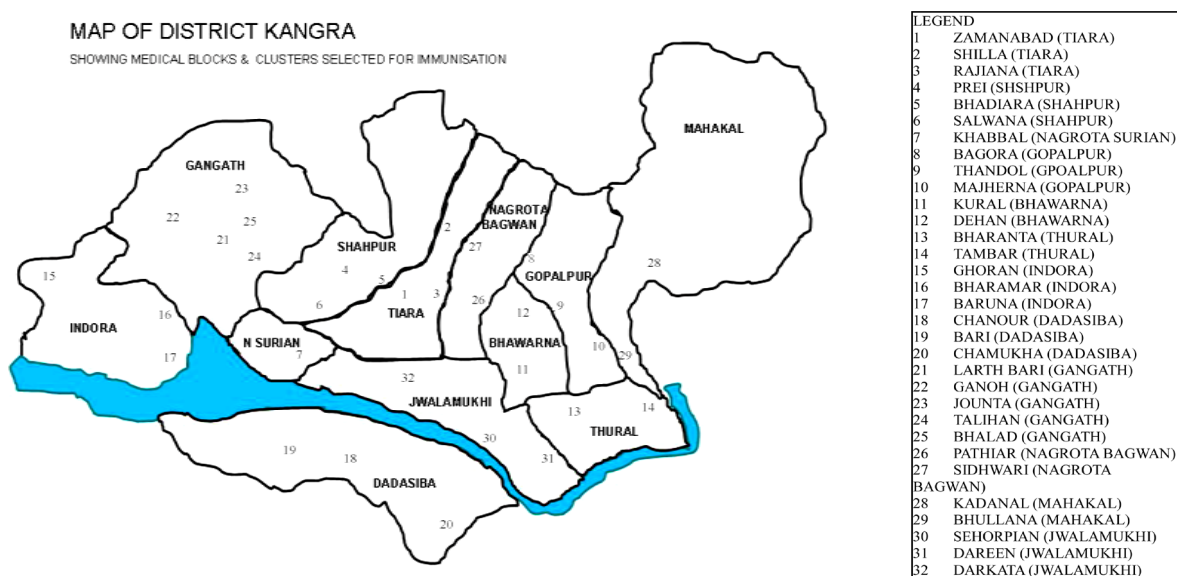 MAP OF DISTRICT KANGRA
SHOWING MEDICAL BLOCKS & CLUSTERS SELECTED FOR IMMUNISATION
MAHAKAL
GANGATH
23
22
25
21
24
NAGROTA
BAGWAN
2
27
SHAHPUR
4
5
8
GOPALPUR
28
15
1
3
26
9
6
12
TIARA
16
INDORA
N SURIAN
7
BHAWARNA
10
29
17
11
32
JWALAMUKHI
13
14
THURAL
30
31
19
18
DADASIBA
20
LEGEND
1 ZAMANABAD (TIARA)
2 SHILLA (TIARA)
3 RAJIANA (TIARA)
4 PREI (SHSHPUR)
5 BHADIARA (SHAHPUR)
6 SALWANA (SHAHPUR)
7 KHABBAL (NAGROTA SURIAN)
8 BAGORA (GOPALPUR)
9 THANDOL (GPOALPUR)
10 MAJHERNA (GOPALPUR)
11 KURAL (BHAWARNA)
12 DEHAN (BHAWARNA)
13 BHARANTA (THURAL)
14 TAMBAR (THURAL)
15 GHORAN (INDORA)
16 BHARAMAR (INDORA)
17 BARUNA (INDORA)
18 CHANOUR (DADASIBA)
19 BARI (DADASIBA)
20 CHAMUKHA (DADASIBA)
21 LARTH BARI (GANGATH)
22 GANOH (GANGATH)
23 JOUNTA (GANGATH)
24 TALIHAN (GANGATH)
25 BHALAD (GANGATH)
26 PATHIAR (NAGROTA BAGWAN)
27 SIDHWARI (NAGROTA
BAGWAN)
28 KADANAL (MAHAKAL)
29 BHULLANA (MAHAKAL)
30 SEHORPIAN (JWALAMUKHI)
31 DAREEN (JWALAMUKHI)
32 DARKATA (JWALAMUKHI)